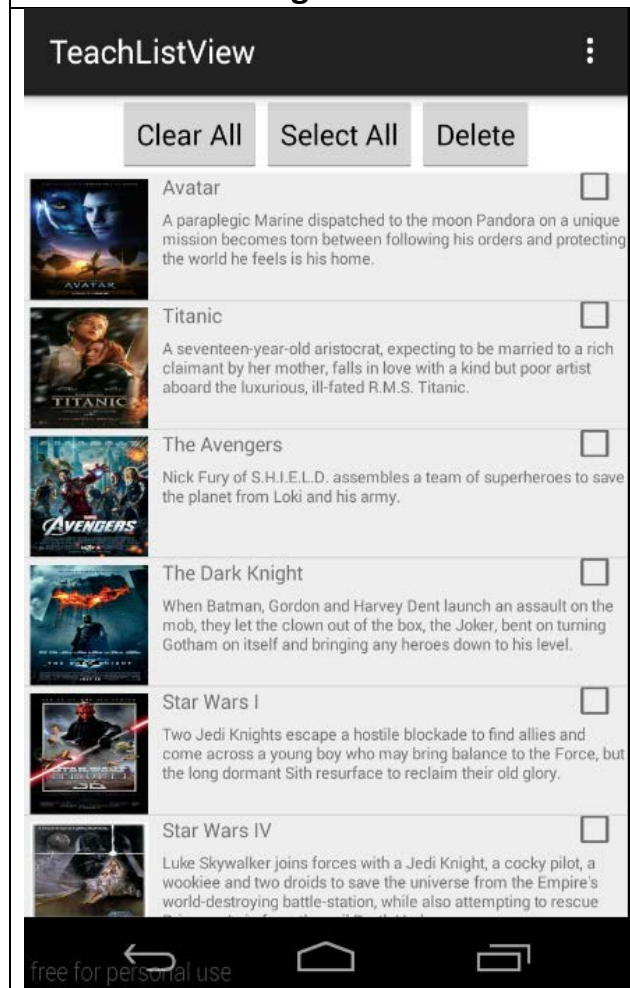 TeachListView
Clear All Select All Delete
Avatar
A paraplegic Marine dispatched to the moon Pandora on a unique
mission becomes torn between following his orders and protecting
the world he feels is his home.
AVATAR
Titanic
A seventeen-year-old aristocrat, expecting to be married to a rich
claimant by her mother, falls in love with a kind but poor artist
aboard the luxurious, ill-fated R.M.S. Titanic.
TITANIC
The Avengers
Nick Fury of S.H.I.E.L.D. assembles a team of superheroes to save
the planet from Loki and his army.
AVENGERS
The Dark Knight
When Batman, Gordon and Harvey Dent launch an assault on the
mob, they let the clown out of the box, the Joker, bent on turning
Gotham on itself and bringing any heroes down to his level.
Star Wars I
Two Jedi Knights escape a hostile blockade to find allies and
come across a young boy who may bring balance to the Force, but
the long dormant Sith resurface to reclaim their old glory.
STAR WARS
3D
Star Wars IV
Luke Skywalker joins forces with a Jedi Knight, a cocky pilot, a
wookiee and two droids to save the universe from the Empire's
world-destroying battle-station, while also attempting to rescue
free for personal use